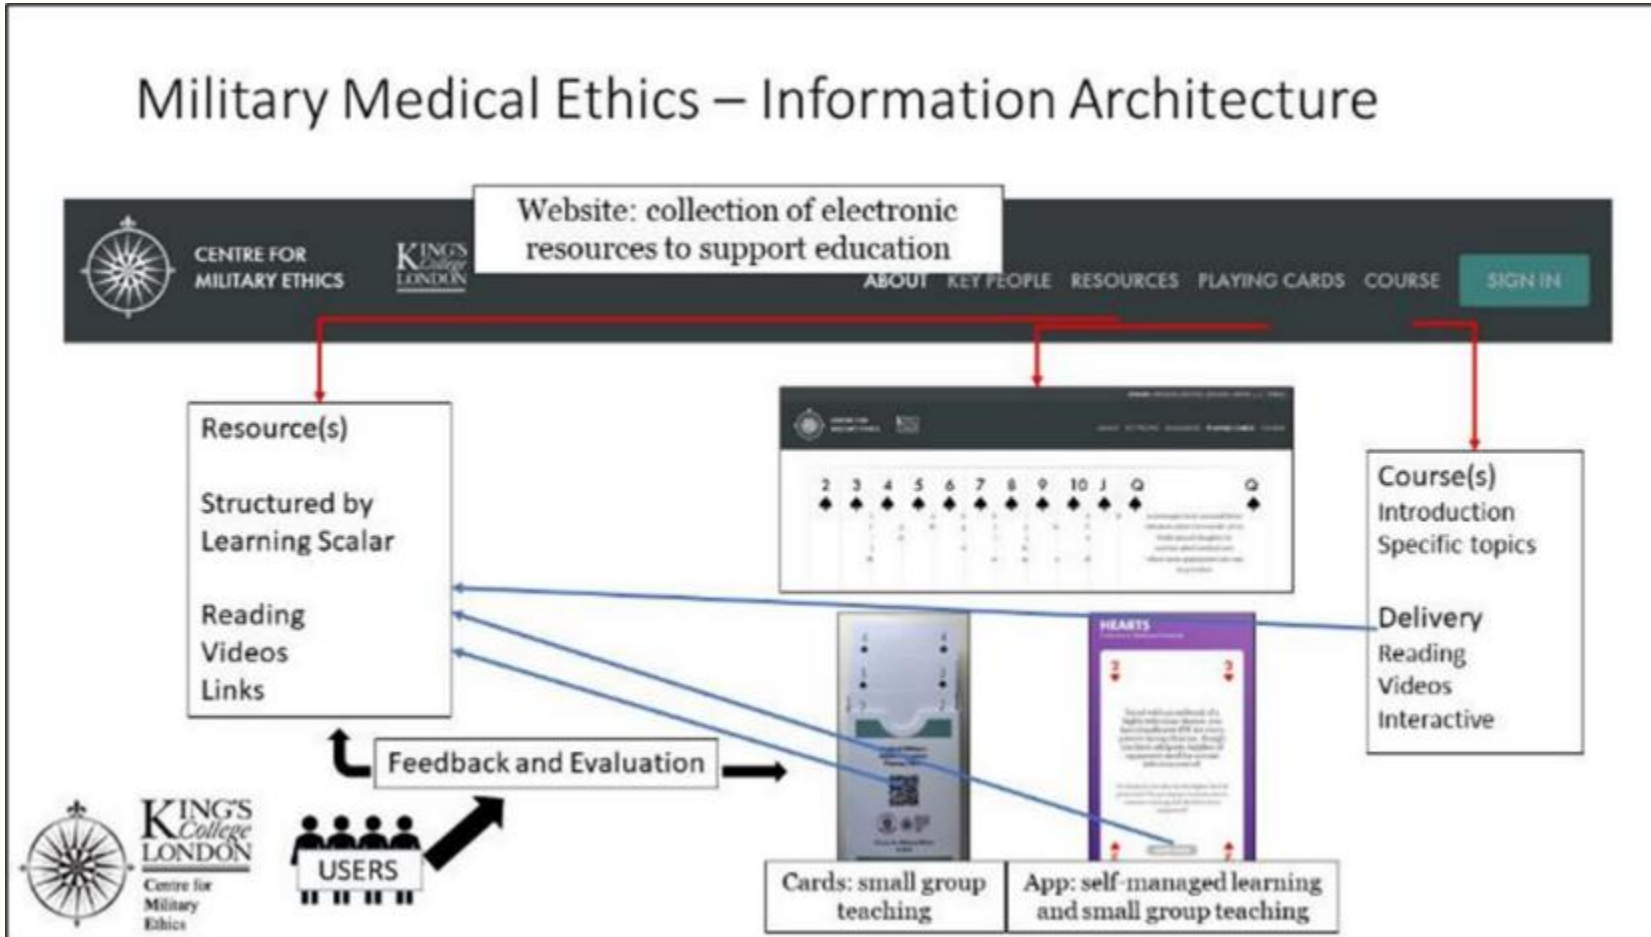 Military Medical Ethics – Information Architecture
Website: collection of electronic
resources to support education
CENTRE FOR
MILITARY ETHICS
KING'S
College
LONDON
ABOUT KEY PEOPLE RESOURCES PLAYING CARDS COURSE SIGN IN
Resource(s)
Structured by
Learning Scalar
Reading
Videos
Links
2 3 4 5 6 7 8 9 10 J Q Q
Course(s)
Introduction
Specific topics
Delivery
Reading
Videos
Interactive
HEARTS
3 3
Feedback and Evaluation
USERS
KING'S
College
LONDON
Centre for
Military
Ethics
Cards: small group
teaching
App: self-managed learning
and small group teaching